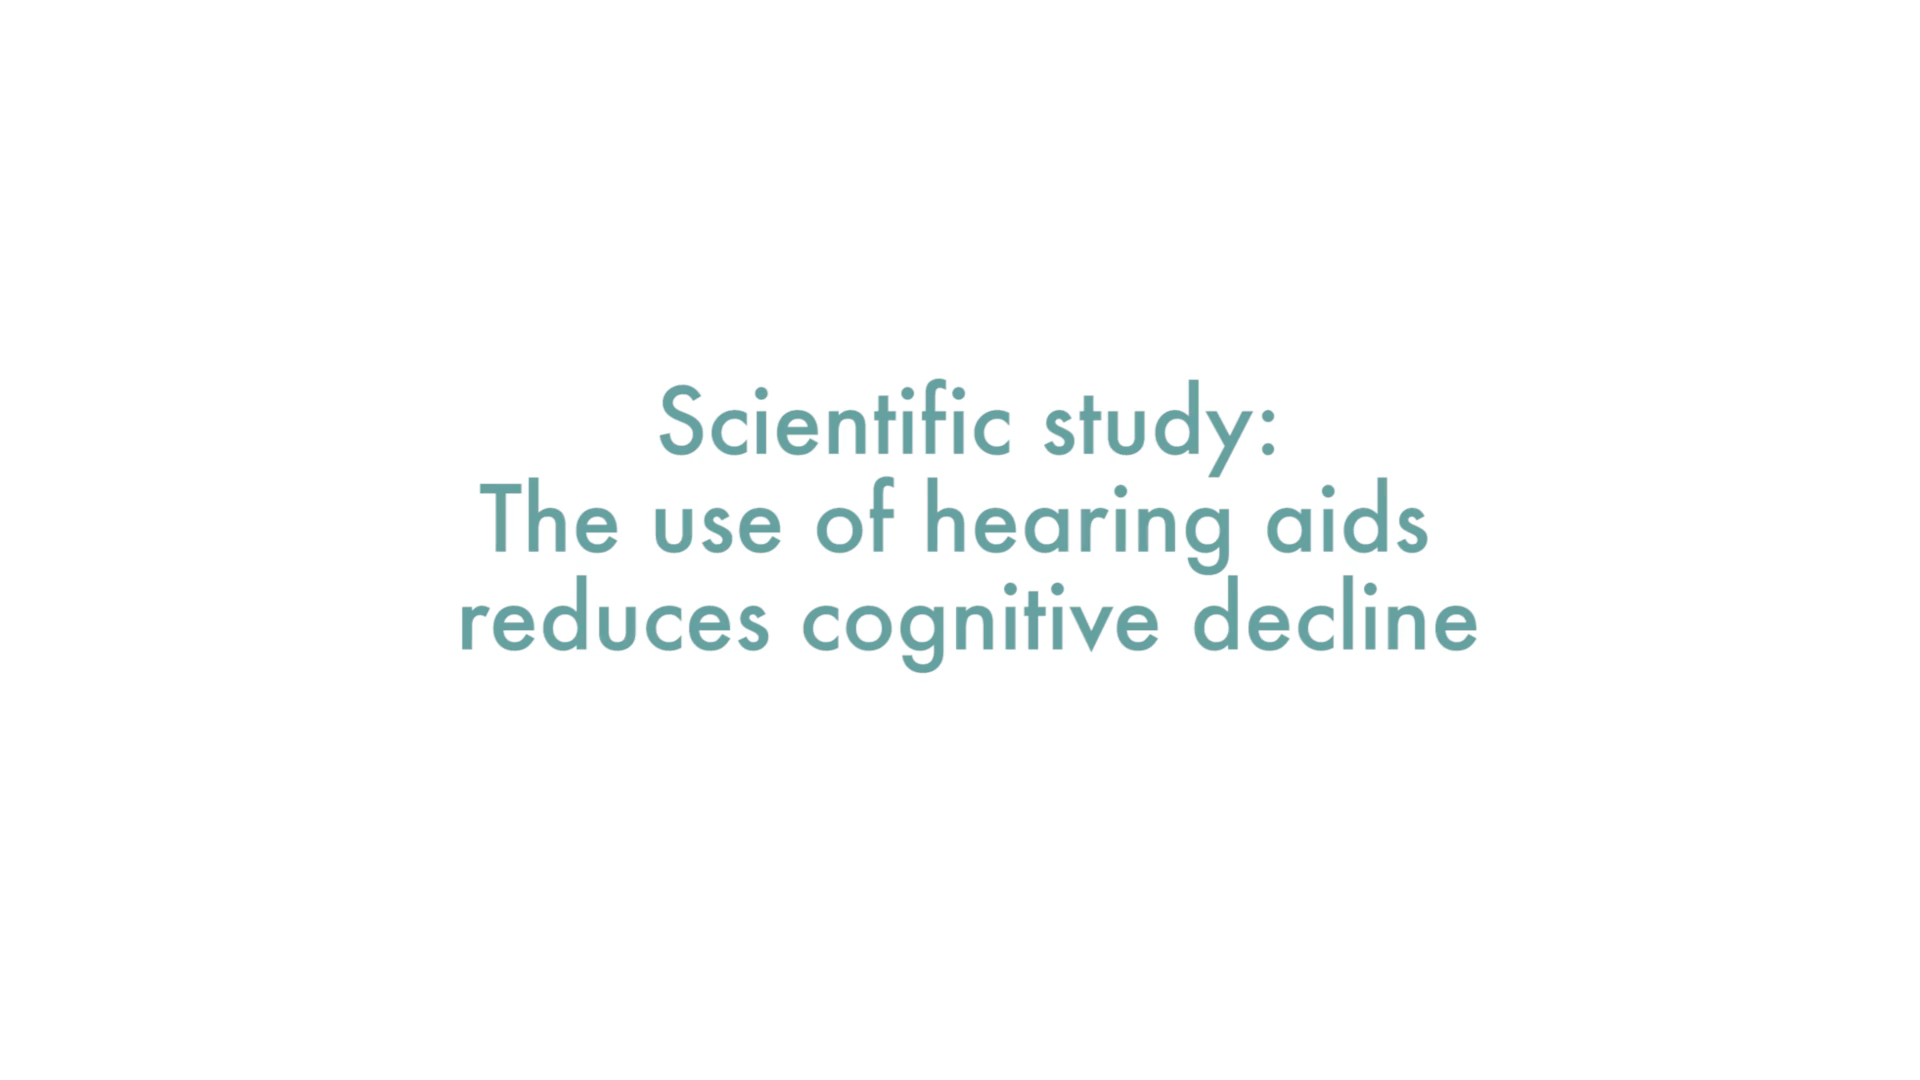 Scientific study:
The use of hearing aids
reduces cognitive decline